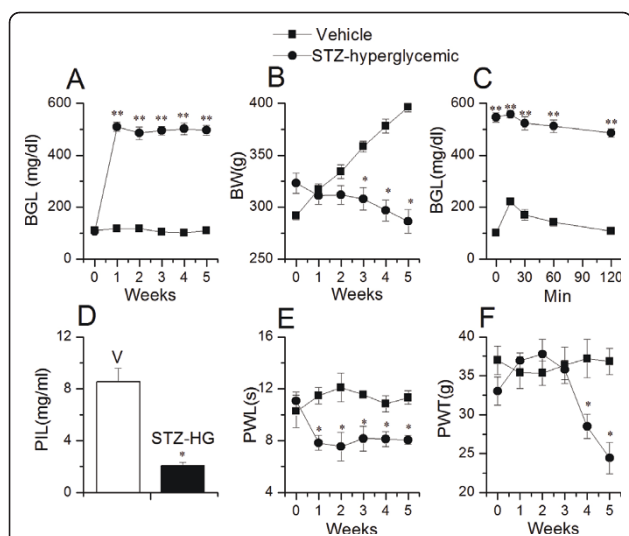 Vehicle
STZ-hyperglycemic
A
BGL (mg/dl)
600
400
200
0
** ** ** ** **
0 1 2 3 4 5
Weeks
B
BW(g)
400
350
300
250
* * *
0 1 2 3 4 5
Weeks
C
BGL(mg/dl)
600
400
200
0
** ** ** ** **
0 30 60 90 120
Min
D
PIL(mg/ml)
12
8
4
0
V
STZ-HG
*
E
PWL(s)
16
12
8
4
* * * * *
0 1 2 3 4 5
Weeks
F
PWT(g)
40
35
30
25
20
* *
0 1 2 3 4 5
Weeks